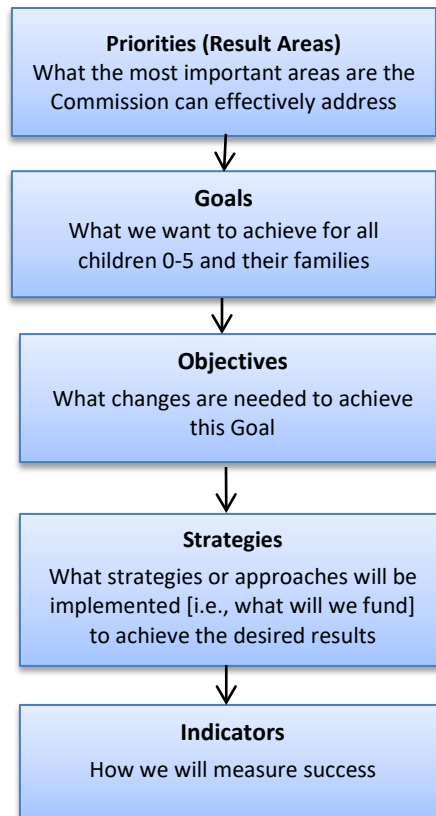 Priorities (Result Areas)
What the most important areas are the
Commission can effectively address
Goals
What we want to achieve for all
children 0-5 and their families
Objectives
What changes are needed to achieve
this Goal
Strategies
What strategies or approaches will be
implemented [i.e., what will we fund]
to achieve the desired results
Indicators
How we will measure success